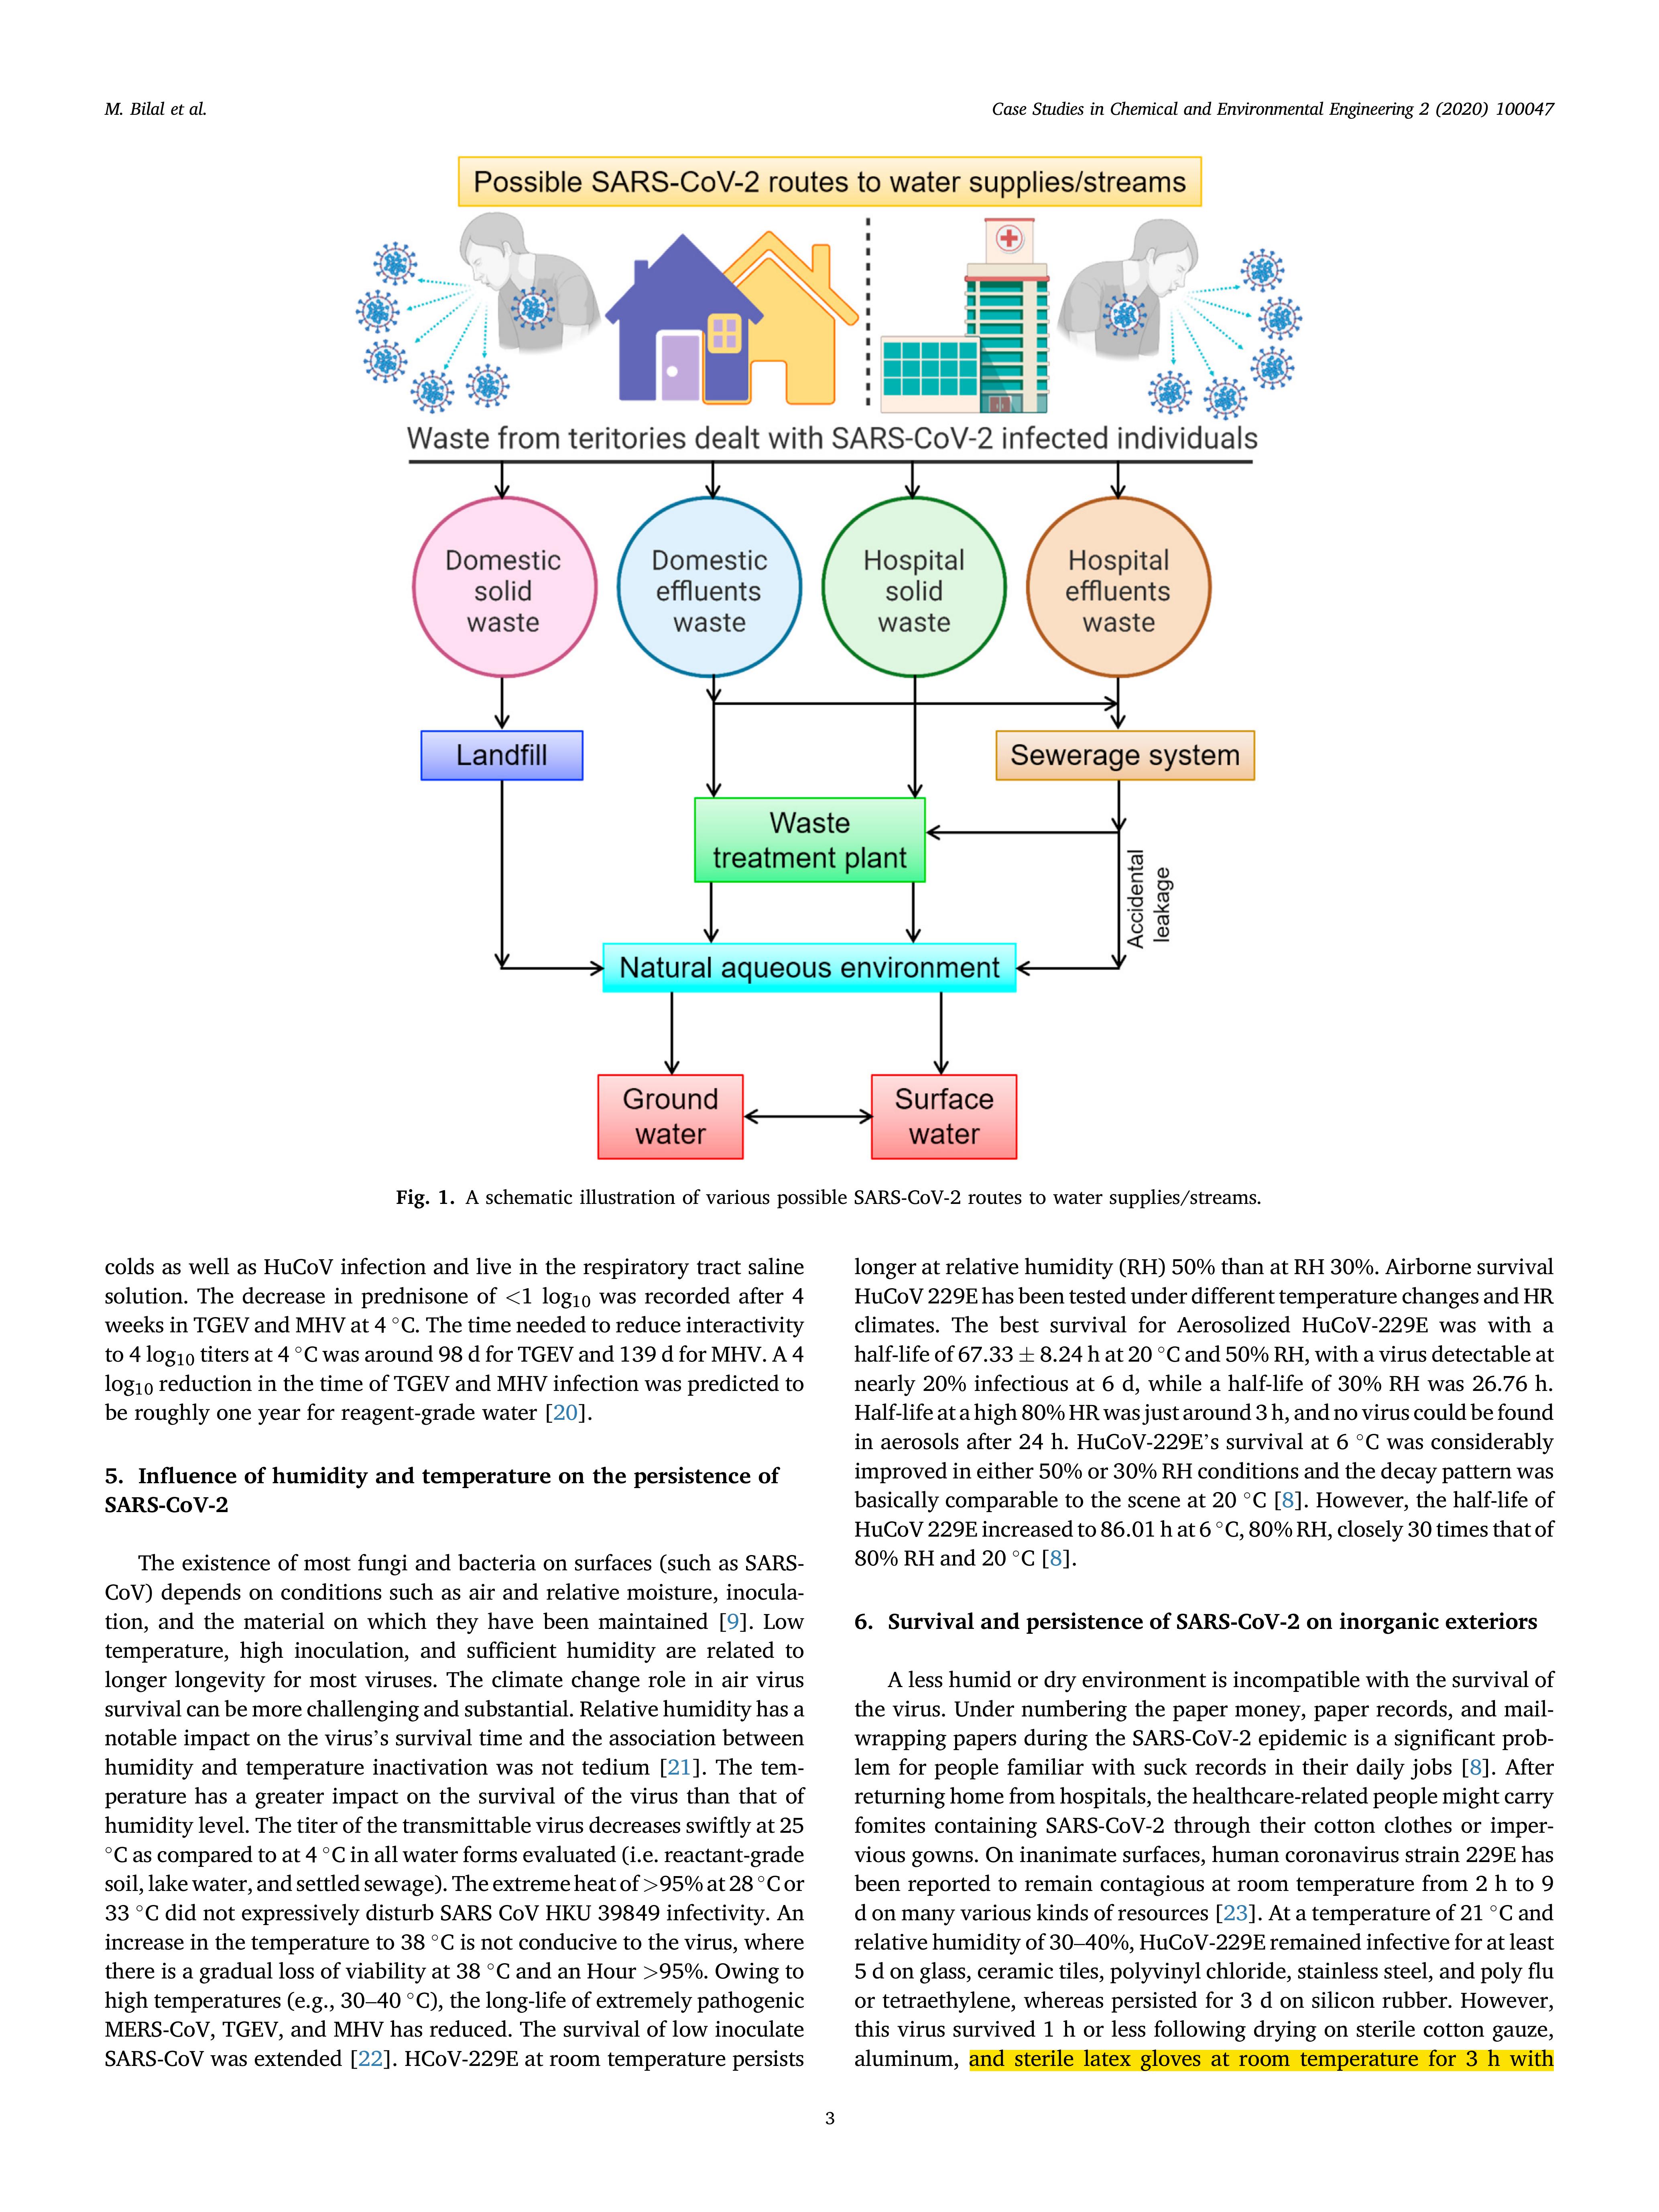 M. Bilal et al.
Case Studies in Chemical and Environmental Engineering 2 (2020) 100047
Possible SARS-CoV-2 routes to water supplies/streams
Waste from teritories dealt with SARS-CoV-2 infected individuals
Domestic
solid
waste
Domestic
effluents
waste
Hospital
solid
waste
Hospital
effluents
waste
Landfill
Sewerage system
Waste
treatment plant
Accidental
leakage
Natural aqueous environment
Ground
water
Surface
water
Fig. 1. A schematic illustration of various possible SARS-CoV-2 routes to water supplies/streams.
colds as well as HuCoV infection and live in the respiratory tract saline
solution. The decrease in prednisone of <1 log10 was recorded after 4
weeks in TGEV and MHV at 4 °C. The time needed to reduce interactivity
to 4 log10 titers at 4 °C was around 98 d for TGEV and 139 d for MHV. A 4
log10 reduction in the time of TGEV and MHV infection was predicted to
be roughly one year for reagent-grade water [20].
5. Influence of humidity and temperature on the persistence of
SARS-CoV-2
The existence of most fungi and bacteria on surfaces (such as SARS-
CoV) depends on conditions such as air and relative moisture, inocula-
tion, and the material on which they have been maintained [9]. Low
temperature, high inoculation, and sufficient humidity are related to
longer longevity for most viruses. The climate change role in air virus
survival can be more challenging and substantial. Relative humidity has a
notable impact on the virus's survival time and the association between
humidity and temperature inactivation was not tedium [21]. The tem-
perature has a greater impact on the survival of the virus than that of
humidity level. The titer of the transmittable virus decreases swiftly at 25
°C as compared to at 4 °C in all water forms evaluated (i.e. reactant-grade
soil, lake water, and settled sewage). The extreme heat of >95% at 28 °C or
33 °C did not expressively disturb SARS CoV HKU 39849 infectivity. An
increase in the temperature to 38 °C is not conducive to the virus, where
there is a gradual loss of viability at 38 °C and an Hour >95%. Owing to
high temperatures (e.g., 30–40 °C), the long-life of extremely pathogenic
MERS-CoV, TGEV, and MHV has reduced. The survival of low inoculate
SARS-CoV was extended [22]. HCoV-229E at room temperature persists
longer at relative humidity (RH) 50% than at RH 30%. Airborne survival
HuCoV 229E has been tested under different temperature changes and HR
climates. The best survival for Aerosolized HuCoV-229E was with a
half-life of 67.33 ± 8.24 h at 20 °C and 50% RH, with a virus detectable at
nearly 20% infectious at 6 d, while a half-life of 30% RH was 26.76 h.
Half-life at a high 80% HR was just around 3 h, and no virus could be found
in aerosols after 24 h. HuCoV-229E's survival at 6 °C was considerably
improved in either 50% or 30% RH conditions and the decay pattern was
basically comparable to the scene at 20 °C [8]. However, the half-life of
HuCoV 229E increased to 86.01 h at 6 °C, 80% RH, closely 30 times that of
80% RH and 20 °C [8].
6. Survival and persistence of SARS-CoV-2 on inorganic exteriors
A less humid or dry environment is incompatible with the survival of
the virus. Under numbering the paper money, paper records, and mail-
wrapping papers during the SARS-CoV-2 epidemic is a significant prob-
lem for people familiar with suck records in their daily jobs [8]. After
returning home from hospitals, the healthcare-related people might carry
fomites containing SARS-CoV-2 through their cotton clothes or imper-
vious gowns. On inanimate surfaces, human coronavirus strain 229E has
been reported to remain contagious at room temperature from 2 h to 9
d on many various kinds of resources [23]. At a temperature of 21 °C and
relative humidity of 30–40%, HuCoV-229E remained infective for at least
5 d on glass, ceramic tiles, polyvinyl chloride, stainless steel, and poly flu
or tetraethylene, whereas persisted for 3 d on silicon rubber. However,
this virus survived 1 h or less following drying on sterile cotton gauze,
aluminum, and sterile latex gloves at room temperature for 3 h with
3